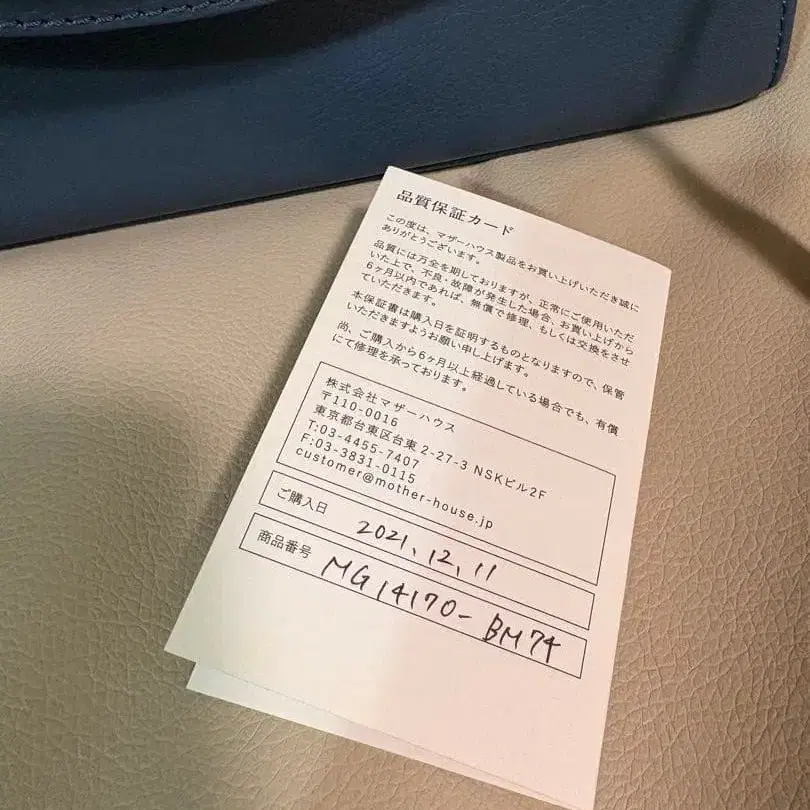 品質保証カード
この度は、マザーハウス製品をお買い上げいただき誠に
ありがとうございます。
品質には万全を期しておりますが、正常にご使用いただ
いた上で、不良・故障が発生した場合、お買い上げから
6ヶ月以内であれば、無償で修理、もしくは交換をさせ
ていただきます。
本保証書は購入日を証明するものとなりますので、保管
いただきますようお願い申し上げます。
尚、ご購入から6ヶ月以上経過している場合でも、有償
にて修理を承っております。
株式会社マザーハウス
〒110-0016
東京都台東区台東 2-27-3 NSKビル2F
T:03-4455-7407
F:03-3831-0115
customer@mother-house.jp
ご購入日 2021.12.11
商品番号 MG14170-BM74